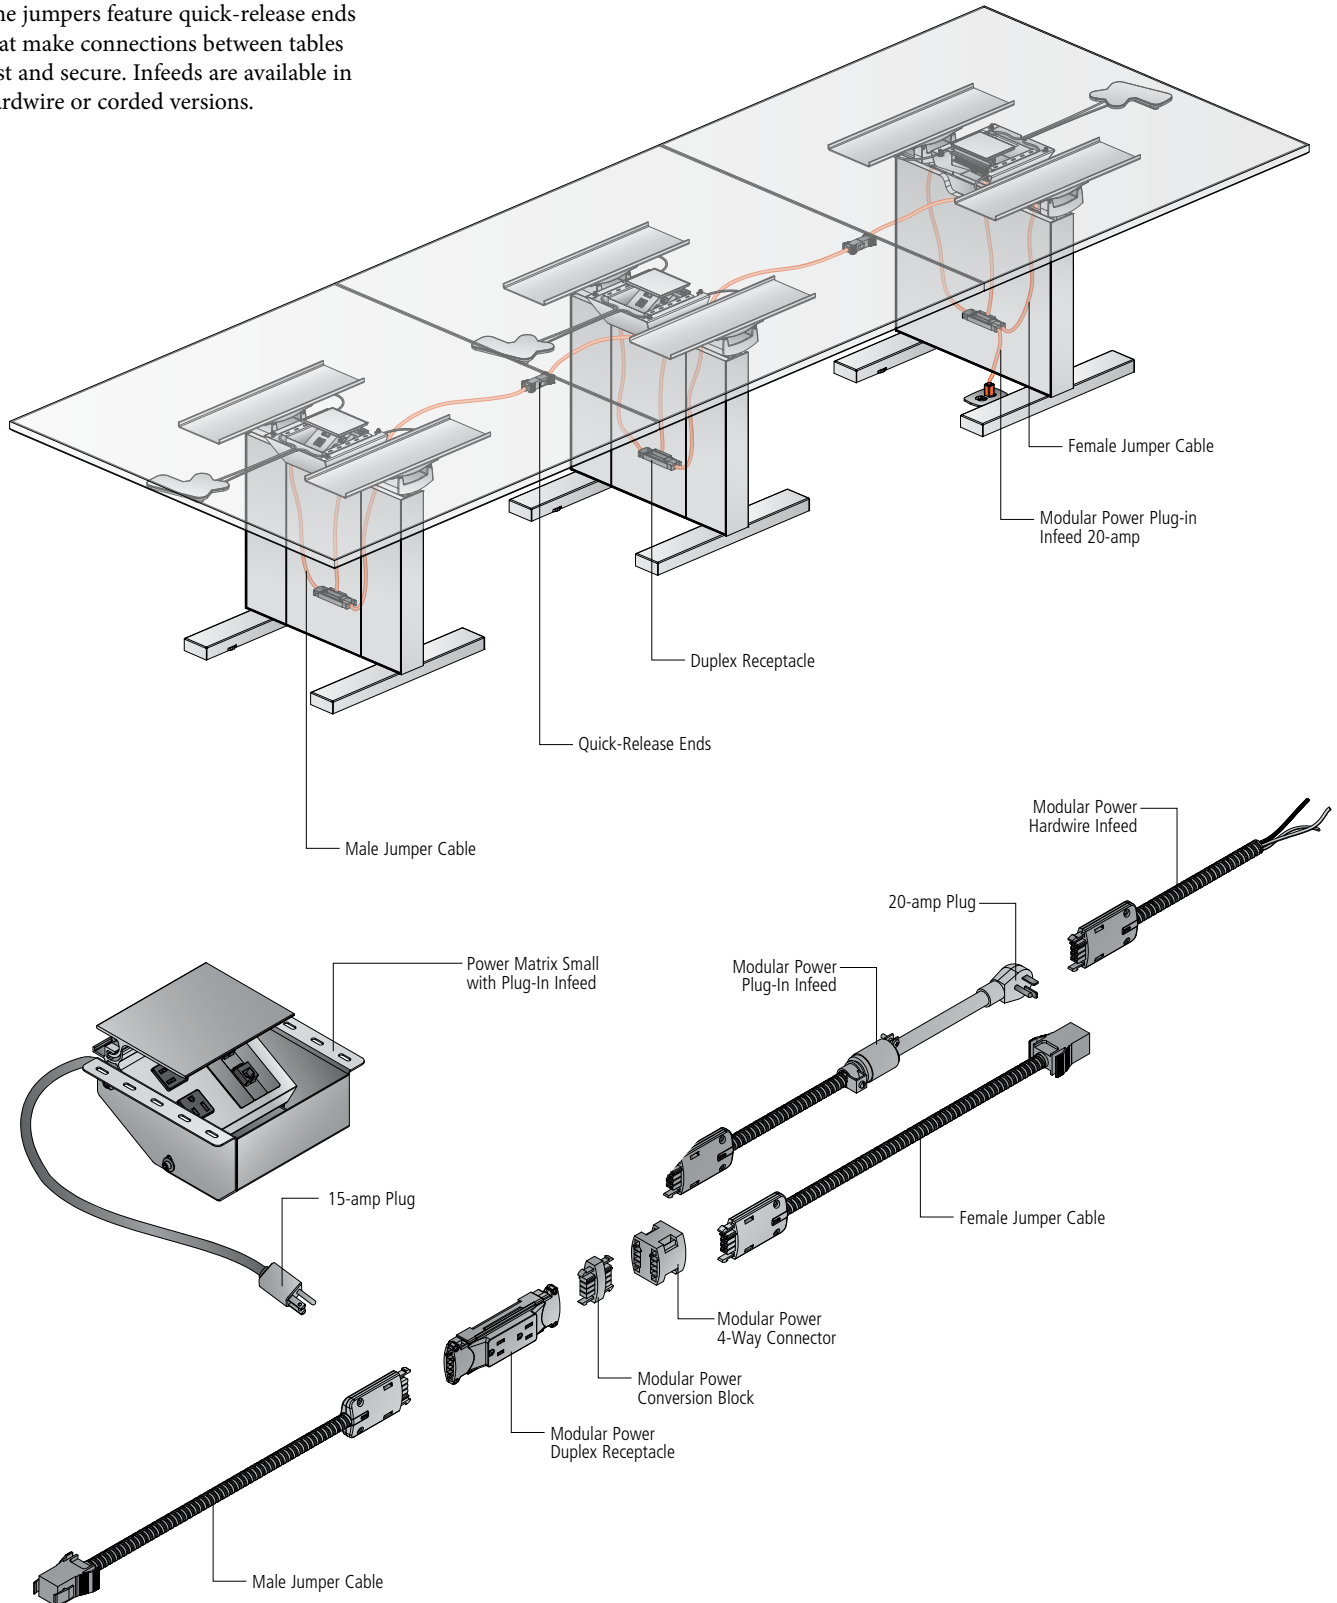 jumpers feature quick-release ends
make connections between tables
and secure. Infeeds are available in
or corded versions.
Female Jumper Cable
Modular Power Plug-in
Infeed 20-amp
Duplex Receptacle
Quick-Release Ends
Male Jumper Cable
Modular Power
Hardwire Infeed
20-amp Plug
Power Matrix Small
with Plug-In Infeed
Modular Power
Plug-In Infeed
15-amp Plug
Female Jumper Cable
Modular Power
4-Way Connector
Modular Power
Conversion Block
Modular Power
Duplex Receptacle
Male Jumper Cable